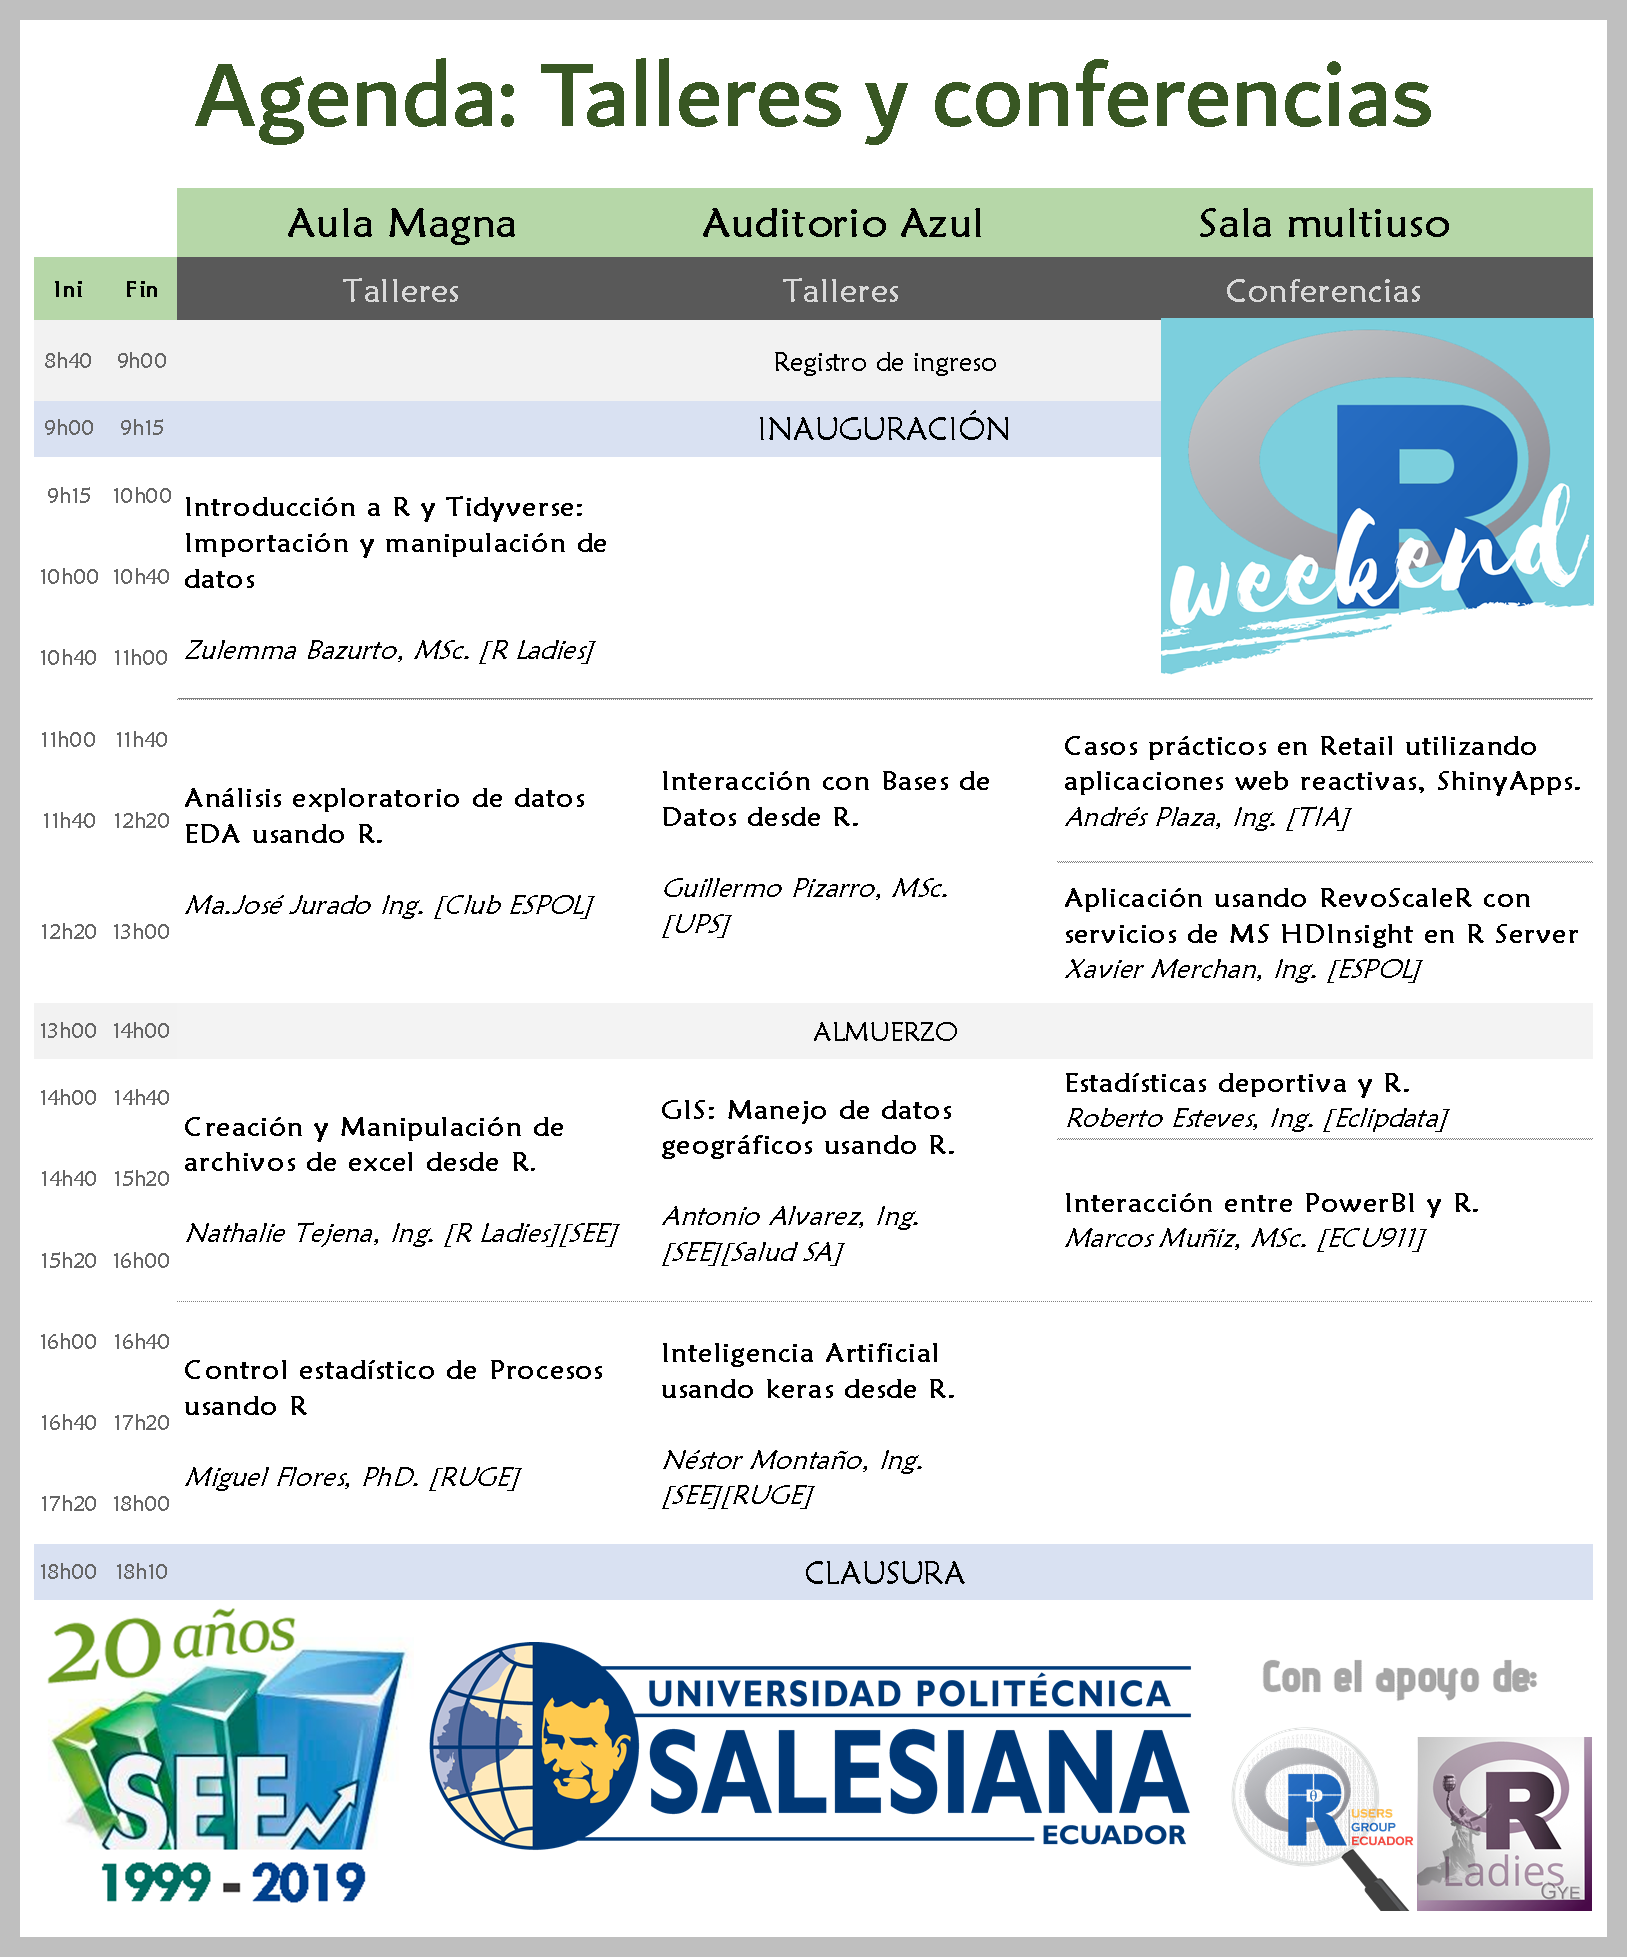 Agenda: Talleres y conferencias
Aula Magna Auditorio Azul Sala multiuso
Ini Fin Talleres Talleres Conferencias
8h40 9h00 Registro de ingreso
9h00 9h15 INAUGURACIÓN
R
weekend
9h15 10h00
10h00 10h40
10h40 11h00
Introducción a R y Tidyverse:
Importación y manipulación de
datos
Zulemma Bazurto, MSc. [R Ladies]
11h00 11h40
11h40 12h20
12h20 13h00
Análisis exploratorio de datos
EDA usando R.
Ma.José Jurado Ing. [Club ESPOL]
Interacción con Bases de
Datos desde R.
Guillermo Pizarro, MSc.
[UPS]
Casos prácticos en Retail utilizando
aplicaciones web reactivas, ShinyApps.
Andrés Plaza, Ing. [TIA]
Aplicación usando RevoScaleR con
servicios de MS HDInsight en R Server
Xavier Merchan, Ing. [ESPOL]
13h00 14h00 ALMUERZO
14h00 14h40
14h40 15h20
15h20 16h00
Creación y Manipulación de
archivos de excel desde R.
Nathalie Tejena, Ing. [R Ladies][SEE]
GIS: Manejo de datos
geográficos usando R.
Antonio Alvarez, Ing.
[SEE][Salud SA]
Estadísticas deportiva y R.
Roberto Esteves, Ing. [Eclipdata]
Interacción entre PowerBI y R.
Marcos Muñiz, MSc. [ECU911]
16h00 16h40
16h40 17h20
17h20 18h00
Control estadístico de Procesos
usando R
Miguel Flores, PhD. [RUGE]
Inteligencia Artificial
usando keras desde R.
Néstor Montaño, Ing.
[SEE][RUGE]
18h00 18h10 CLAUSURA
20 años
SEE
1999 - 2019
UNIVERSIDAD POLITÉCNICA
SALESIANA
ECUADOR
Con el apoyo de:
R
USERS
GROUP
ECUADOR
R
Ladies
GYE